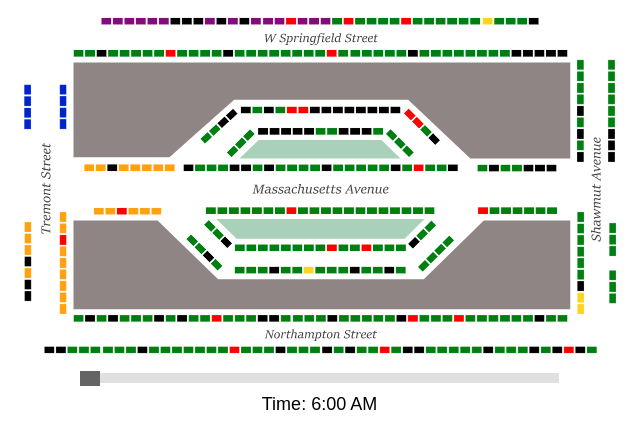 W Springfield Street
Tremont Street
Massachusetts Avenue
Shawmut Avenue
Northampton Street
Time: 6:00 AM